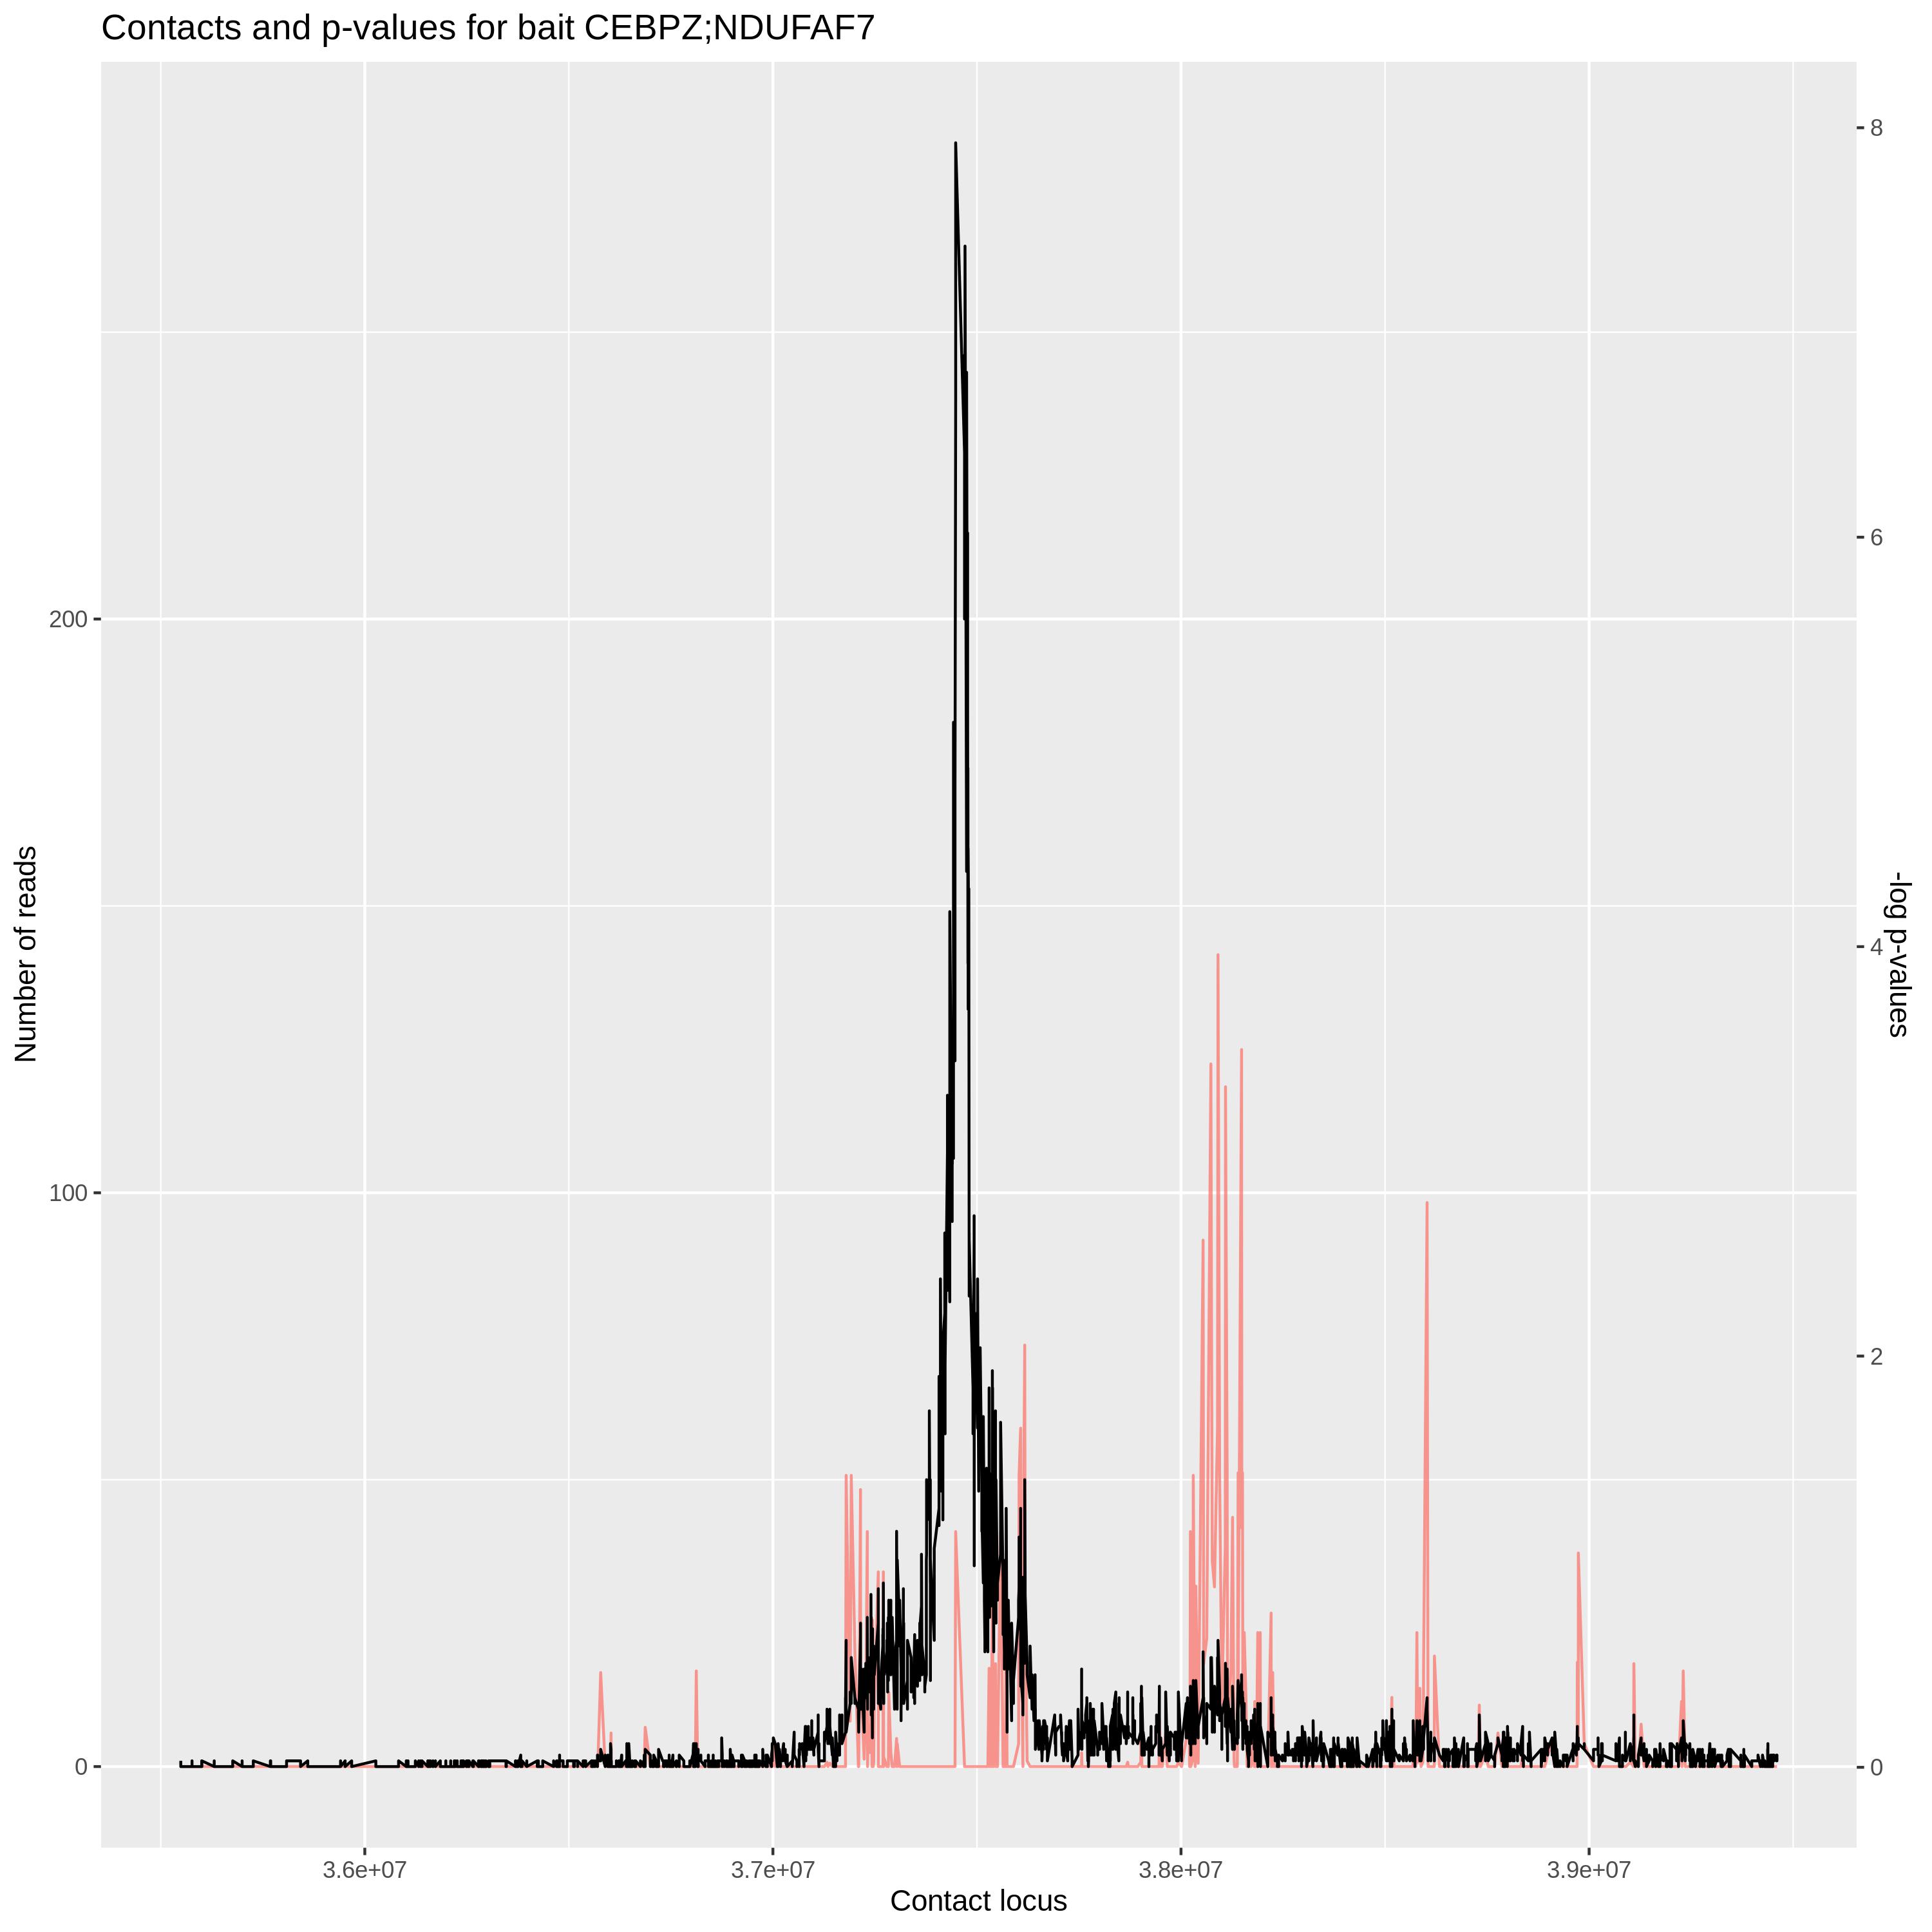 Contacts and p-values for bait CEBPZ;NDUFAF7
Number of reads
200
100
0
8
6
4
2
0
-log p-values
3.6e+07 3.7e+07 3.8e+07 3.9e+07
Contact locus